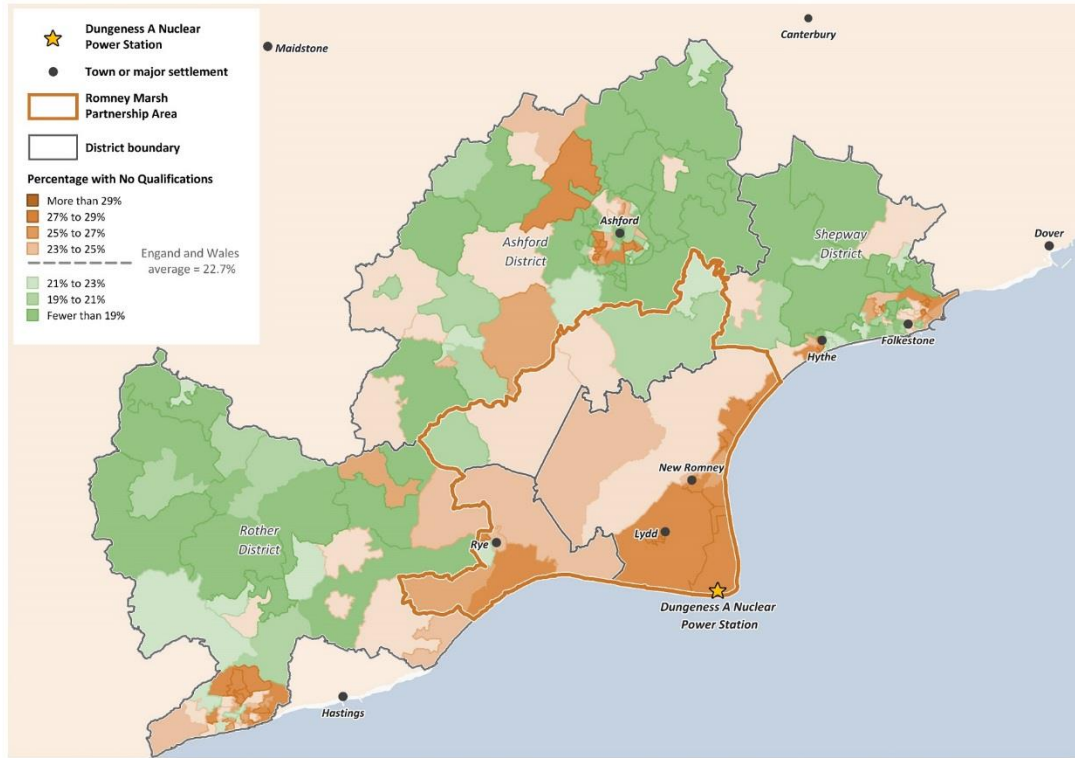 Dungeness A Nuclear
Power Station
Town or major settlement
Romney Marsh
Partnership Area
District boundary
Percentage with No Qualifications
More than 29%
27% to 29%
25% to 27%
23% to 25%
Engand and Wales
average = 22.7%
21% to 23%
19% to 21%
Fewer than 19%
Maidstone
Canterbury
Ashford
Ashford
District
Shepway
District
Dover
Folkestone
Hythe
New Romney
Lydd
Rye
Rother
District
Dungeness A Nuclear
Power Station
Hastings